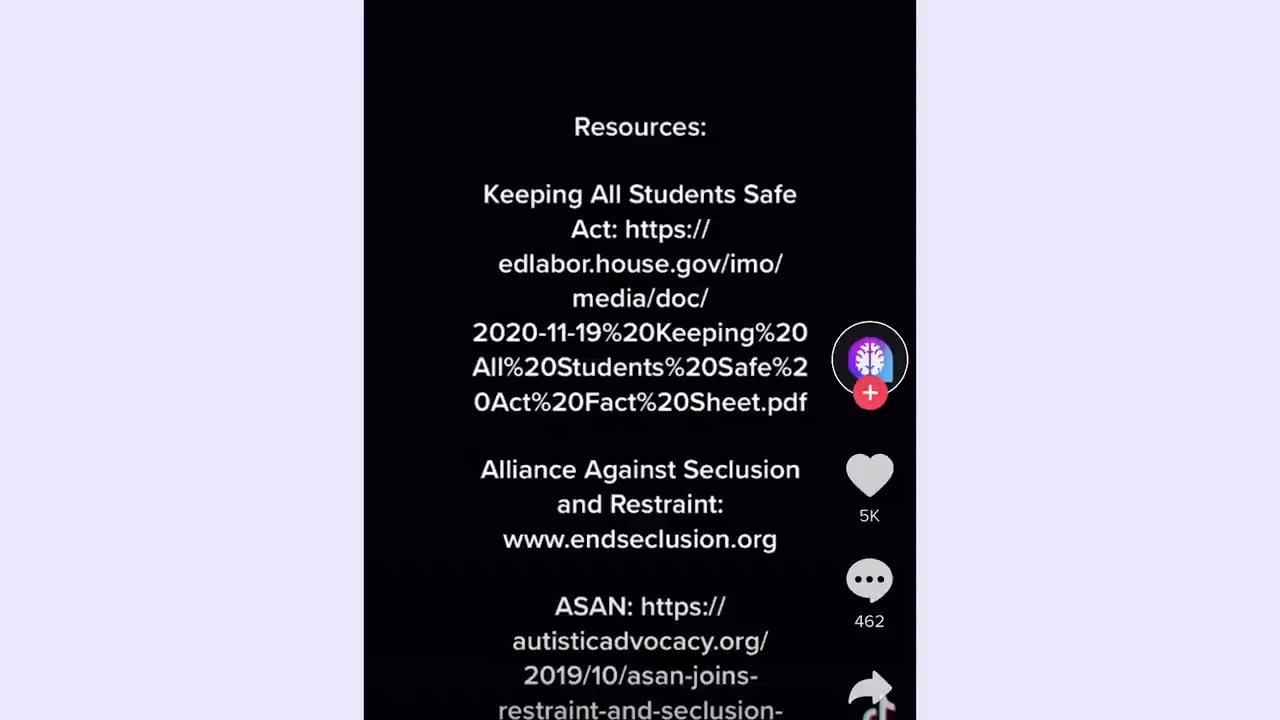 Resources:
Keeping All Students Safe
Act: https://
edlabor.house.gov/imo/
media/doc/
2020-11-19%20Keeping%20
All%20Students%20Safe%2
0Act%20Fact%20Sheet.pdf
Alliance Against Seclusion
and Restraint:
www.endseclusion.org
ASAN: https://
autisticadvocacy.org/
2019/10/asan-joins-
restraint-and-seclusion-
5K
462